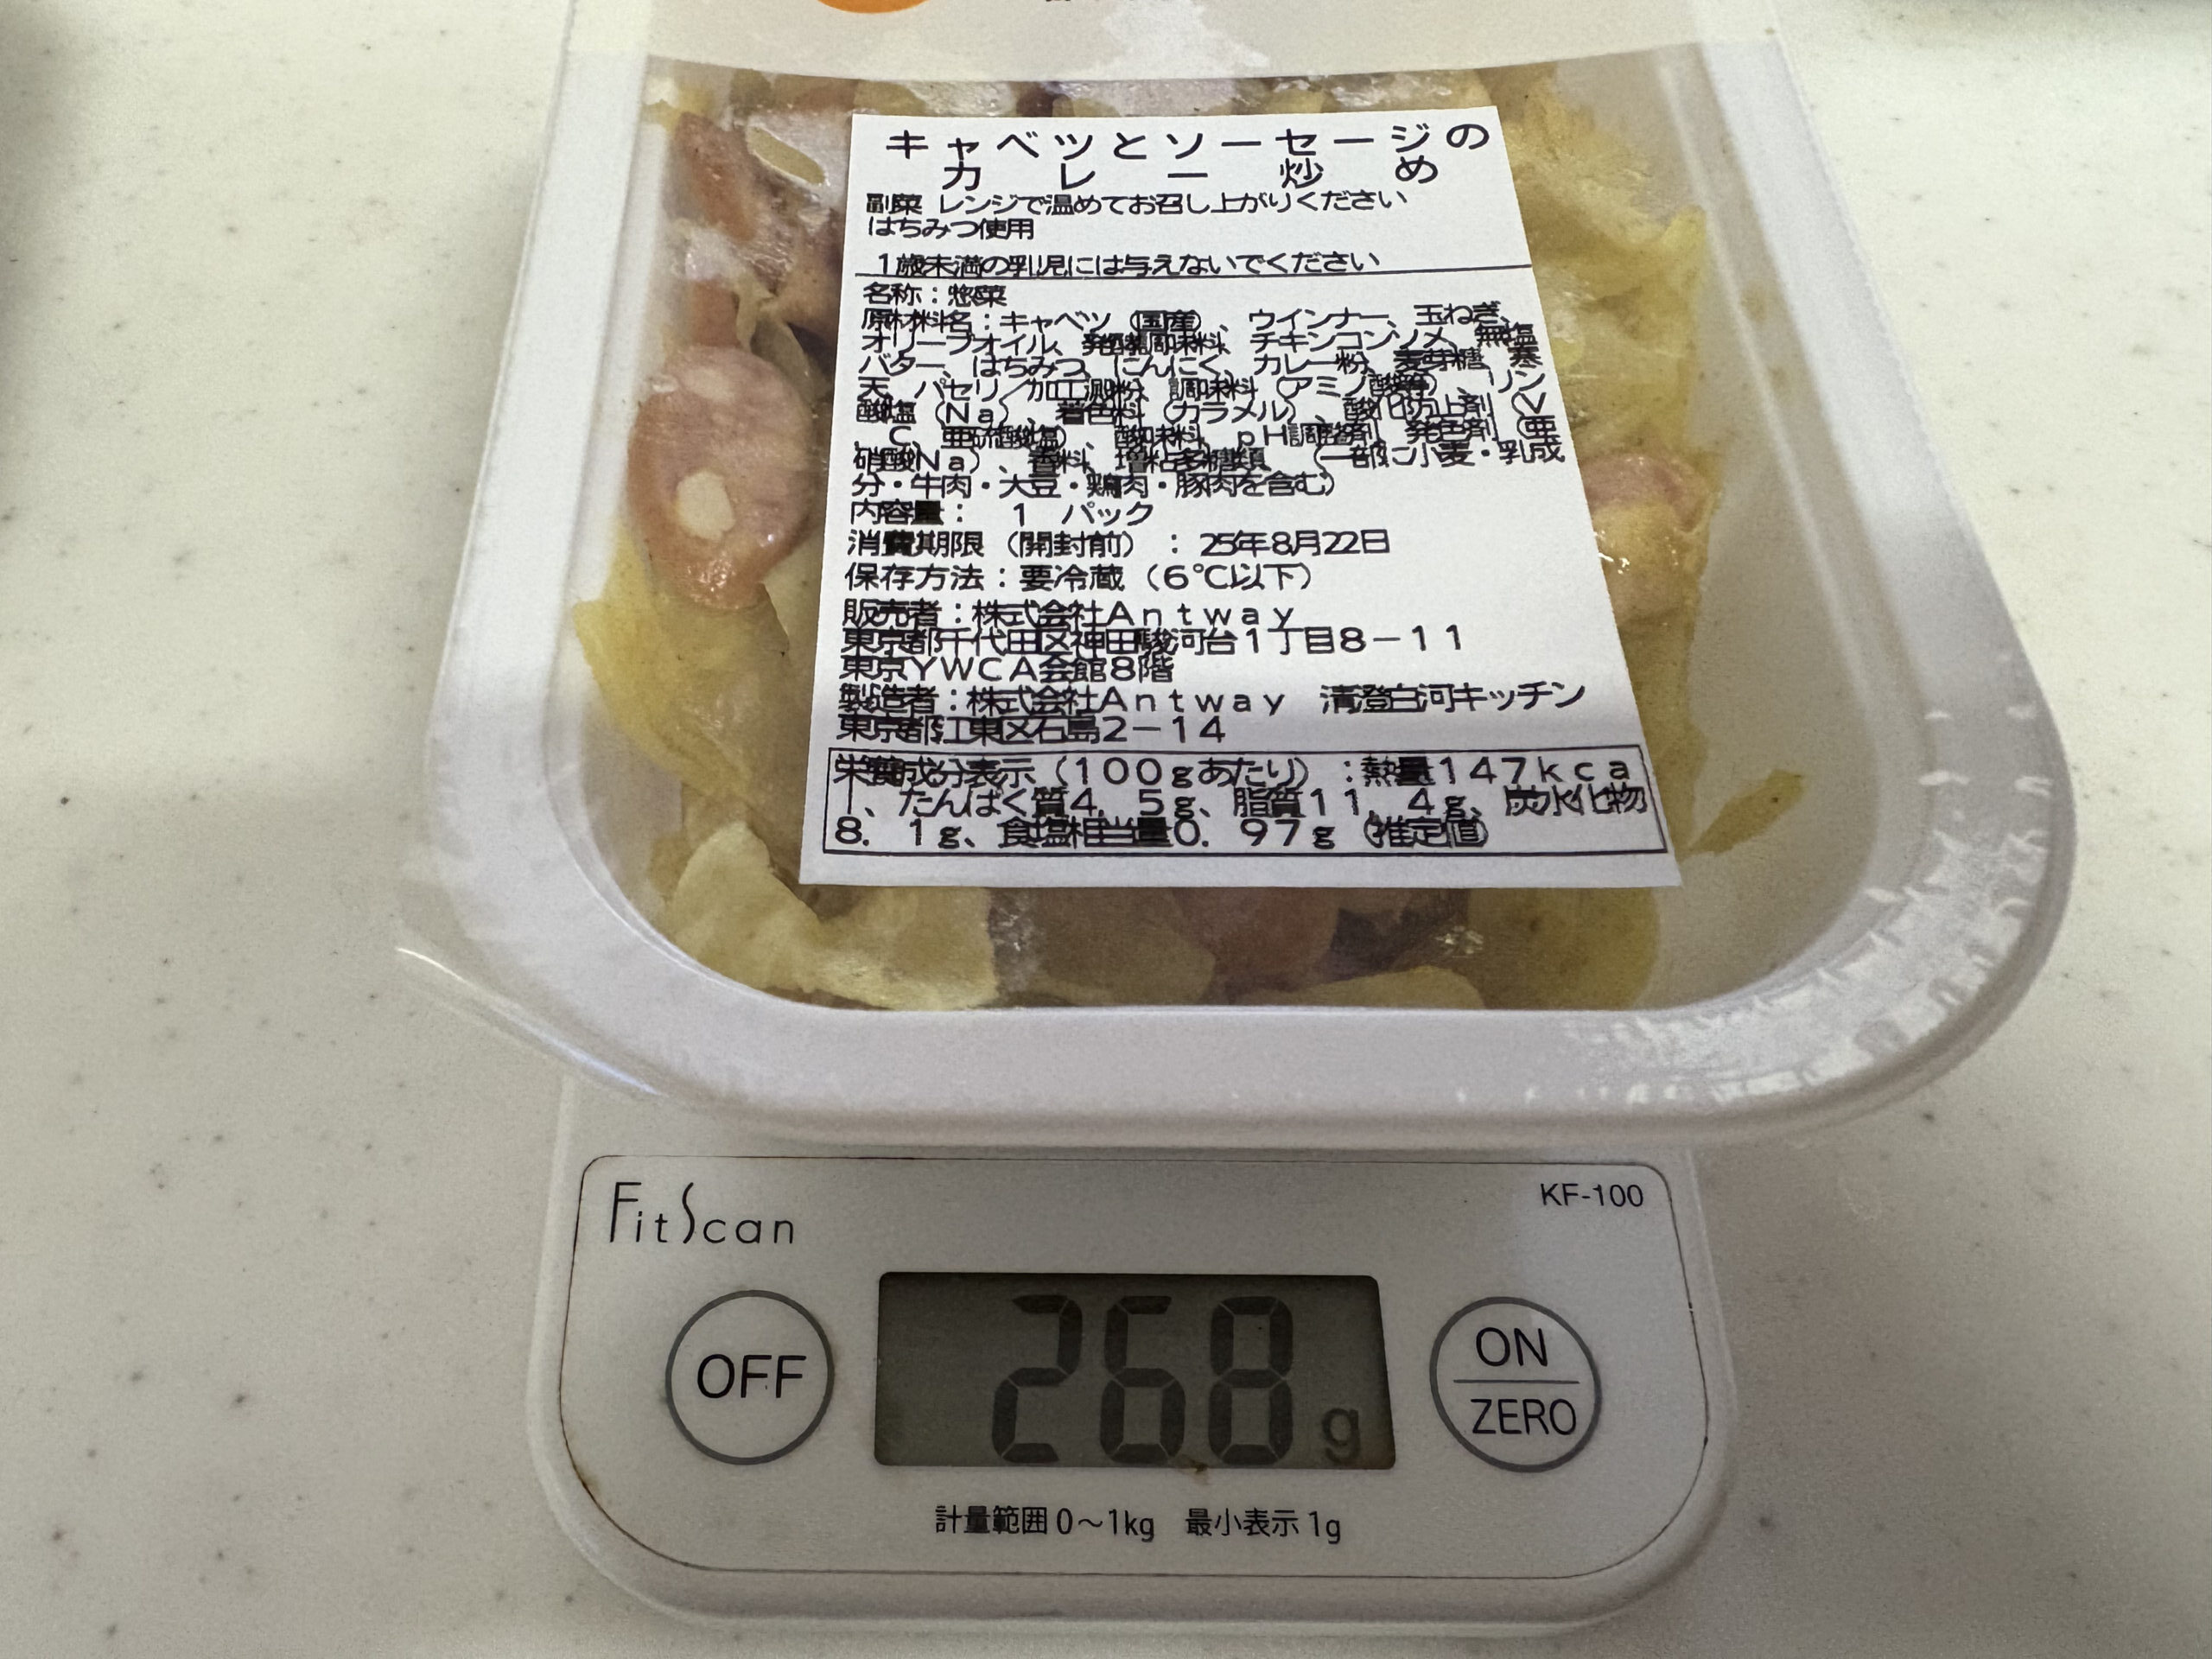 キャベツとソーセージの
カレー炒め
副菜 レンジで温めてお召し上がりください
はちみつ使用
1歳未満の乳児には与えないでください
名称：惣菜
原材料名：キャベツ（国産）、ウインナー、玉ねぎ、
オリーブオイル、発酵調味料、チキンコンソメ、無塩
バター、はちみつ、にんにく、カレー粉、麦芽糖、寒
天、パセリ／加工澱粉、調味料（アミノ酸等）、リン
酸塩（Ｎａ）、着色料（カラメル）、酸化防止剤（Ｖ
．Ｃ、亜硫酸塩）、酸味料、ｐＨ調整剤、発色剤（亜
硝酸Ｎａ）、香料、増粘多糖類、（一部に小麦・乳成
分・牛肉・大豆・鶏肉・豚肉を含む）
内容量： １ パック
消費期限（開封前）：25年8月22日
保存方法：要冷蔵（6℃以下）
販売者：株式会社Ａｎｔｗａｙ
東京都千代田区神田駿河台１丁目８－１１
東京ＹＷＣＡ会館８階
製造者：株式会社Ａｎｔｗａｙ 清澄白河キッチン
東京都江東区石島２－１４
栄養成分表示（１００ｇあたり）：熱量１４７ｋｃａ
ｌ、たんぱく質４．５ｇ、脂質１１．４ｇ、炭水化物
８．１ｇ、食塩相当量０．９７ｇ（推定値）
FitScan
KF-100
OFF
268 g
ON
ZERO
計量範囲 0～1kg 最小表示 1g